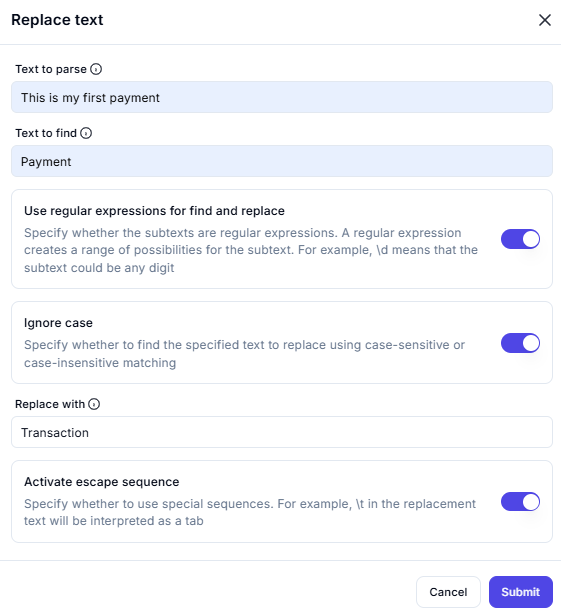 Replace text
Text to parse
This is my first payment
Text to find
Payment
Use regular expressions for find and replace
Specify whether the subtexts are regular expressions. A regular expression
creates a range of possibilities for the subtext. For example, \d means that the
subtext could be any digit
Ignore case
Specify whether to find the specified text to replace using case-sensitive or
case-insensitive matching
Replace with
Transaction
Activate escape sequence
Specify whether to use special sequences. For example, \t in the replacement
text will be interpreted as a tab
Cancel
Submit